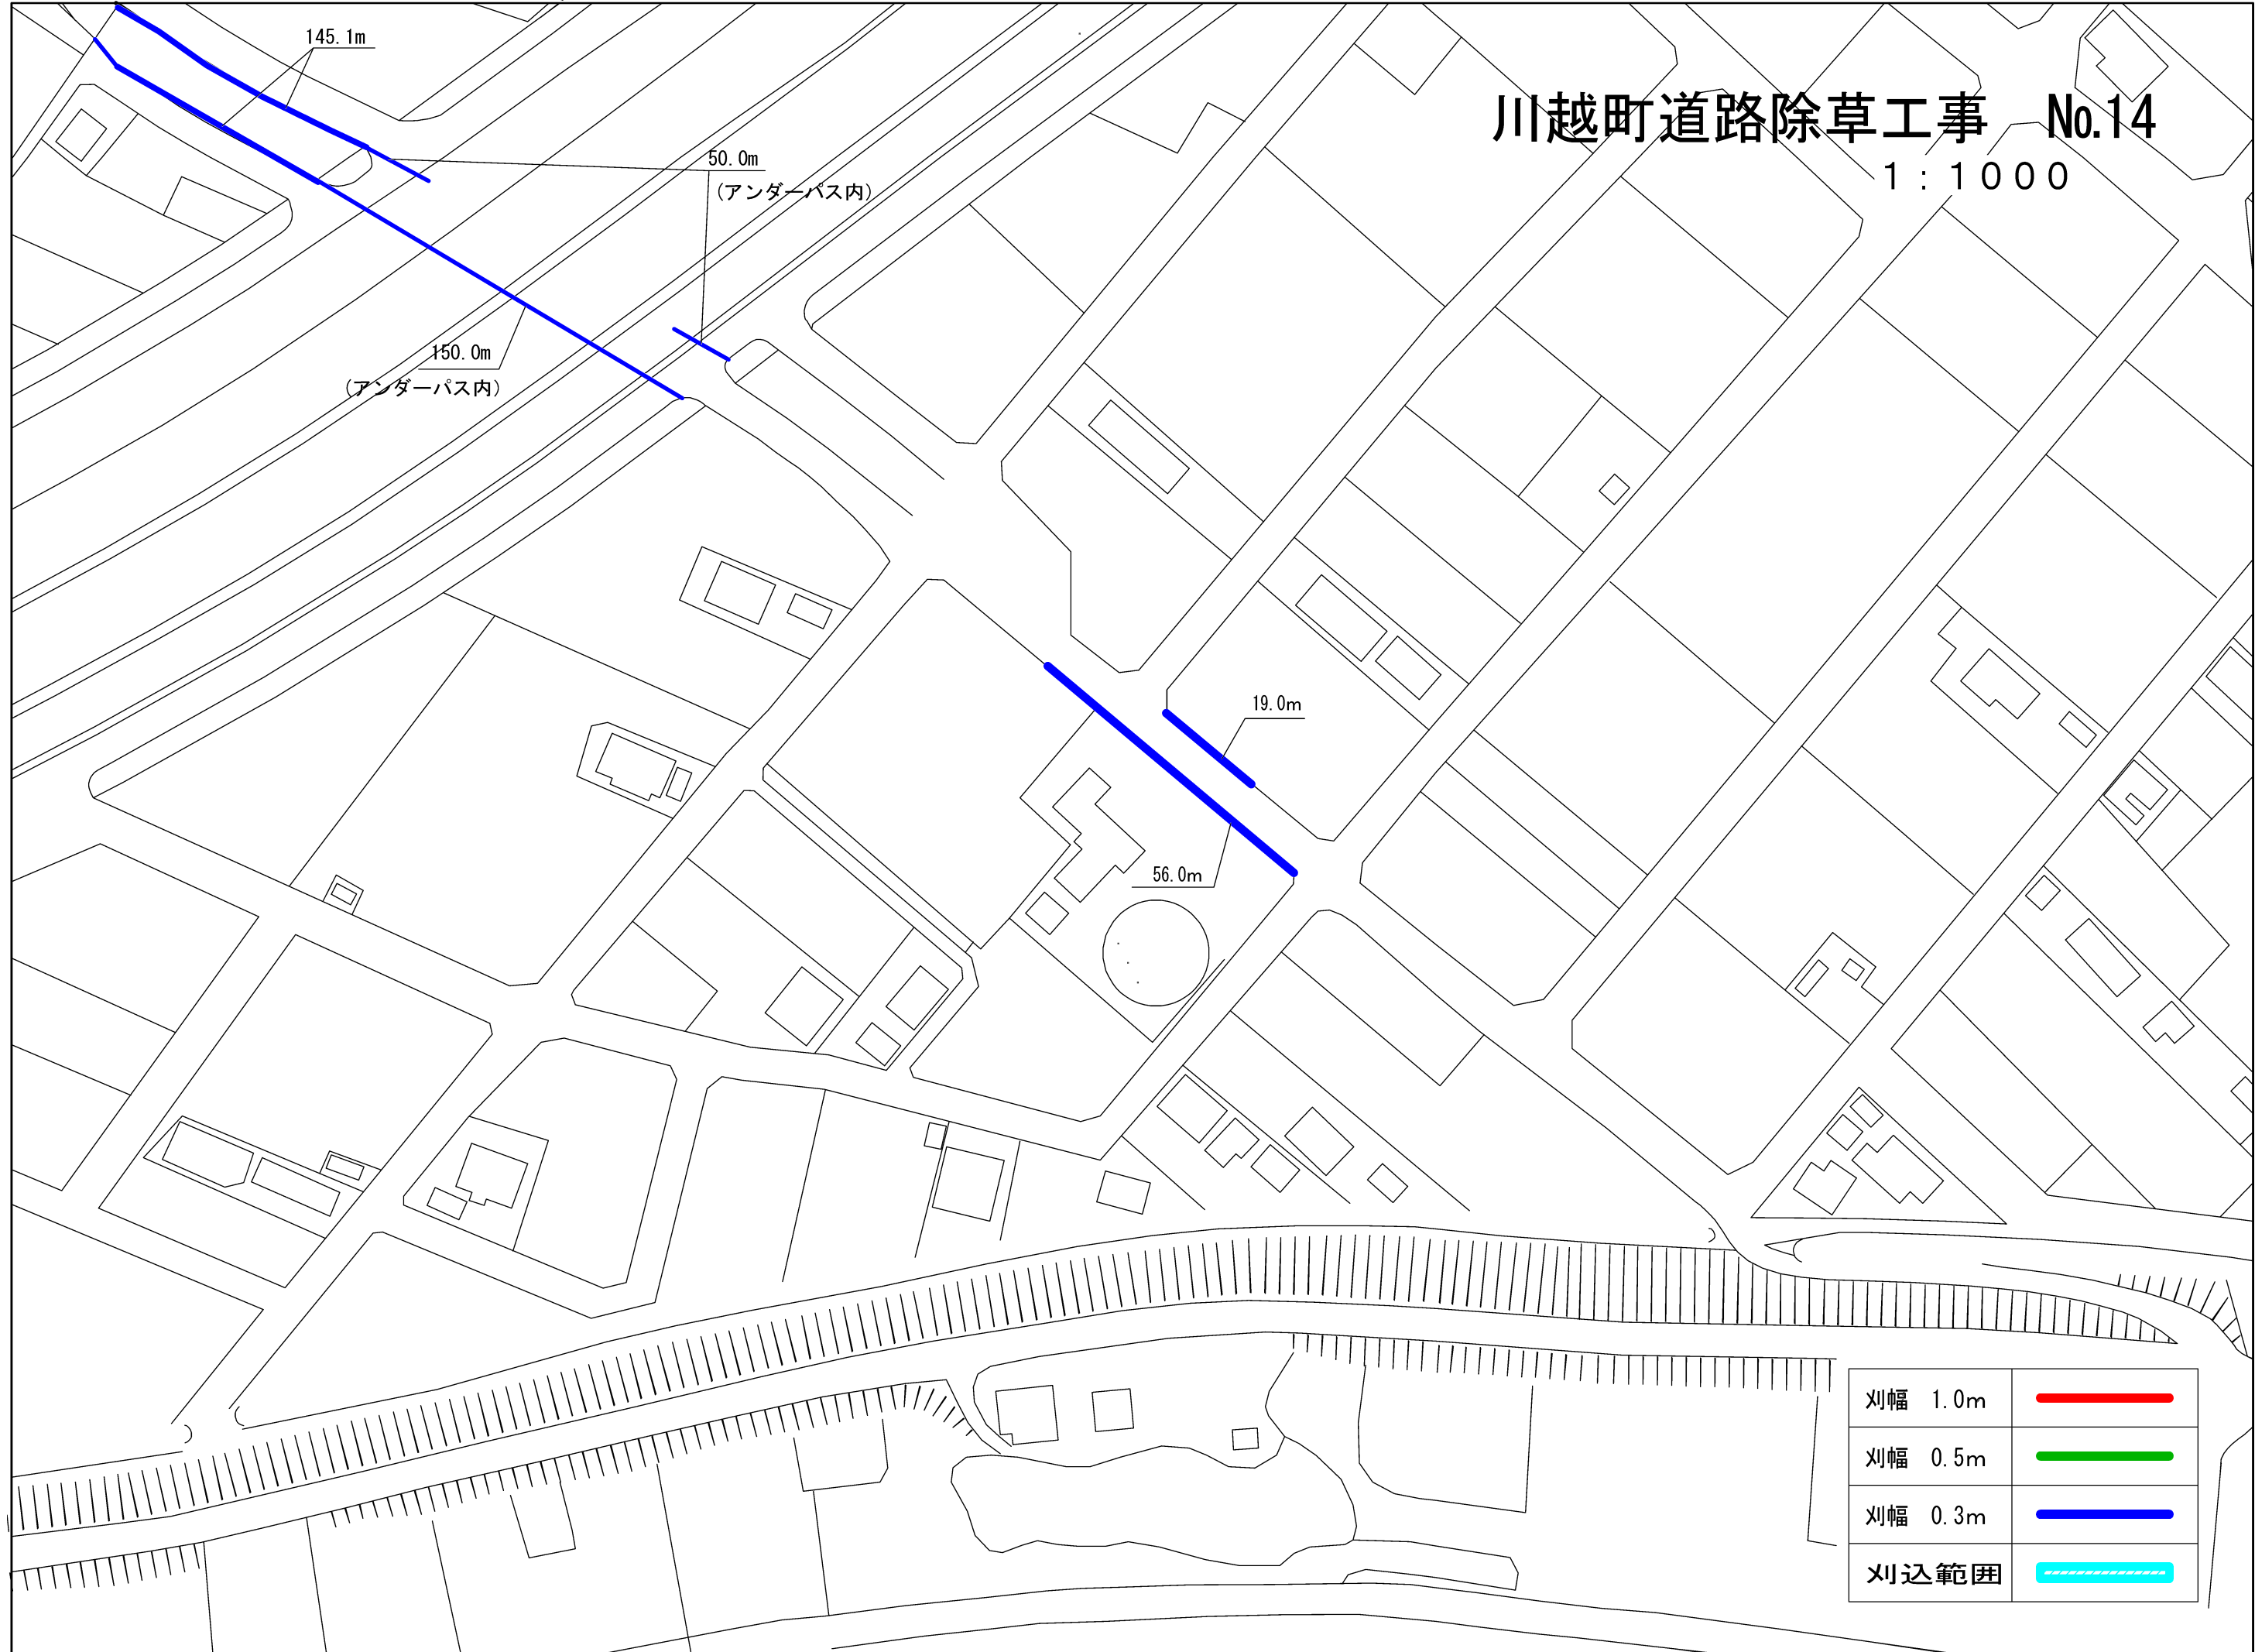 川越町道路除草工事　№14
1:1000
145.1m
50.0m
(アンダーパス内)
150.0m
(アンダーパス内)
19.0m
56.0m
刈幅　1.0m
刈幅　0.5m
刈幅　0.3m
刈込範囲